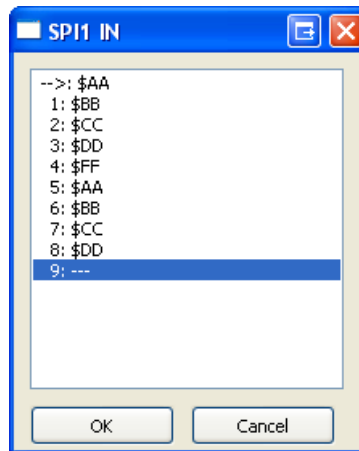 SPI1 IN
-->: $AA
1: $BB
2: $CC
3: $DD
4: $FF
5: $AA
6: $BB
7: $CC
8: $DD
9: ---
OK
Cancel